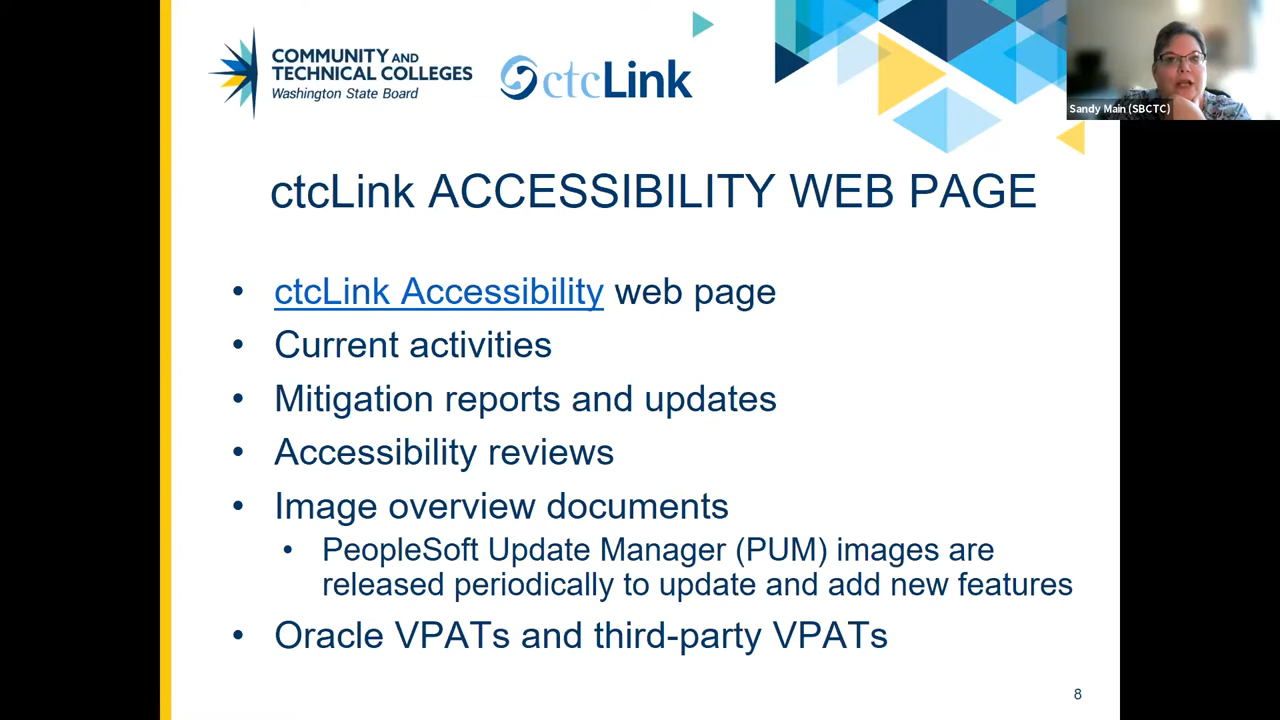 COMMUNITY AND
TECHNICAL COLLEGES
Washington State Board
ctcLink
Sandy Main (SBCTC)
ctcLink ACCESSIBILITY WEB PAGE
• ctcLink Accessibility web page
• Current activities
• Mitigation reports and updates
• Accessibility reviews
• Image overview documents
• PeopleSoft Update Manager (PUM) images are
released periodically to update and add new features
• Oracle VPATs and third-party VPATs
8